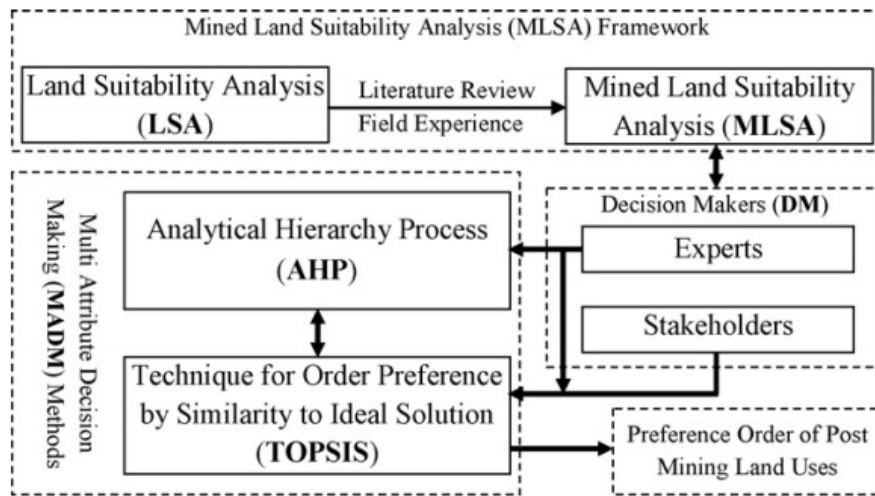 Mined Land Suitability Analysis (MLSA) Framework
Land Suitability Analysis
(LSA)
Literature Review
Field Experience
Mined Land Suitability
Analysis (MLSA)
Multi Attribute Decision
Making (MADM) Methods
Analytical Hierarchy Process
(AHP)
Technique for Order Preference
by Similarity to Ideal Solution
(TOPSIS)
Decision Makers (DM)
Experts
Stakeholders
Preference Order of Post
Mining Land Uses